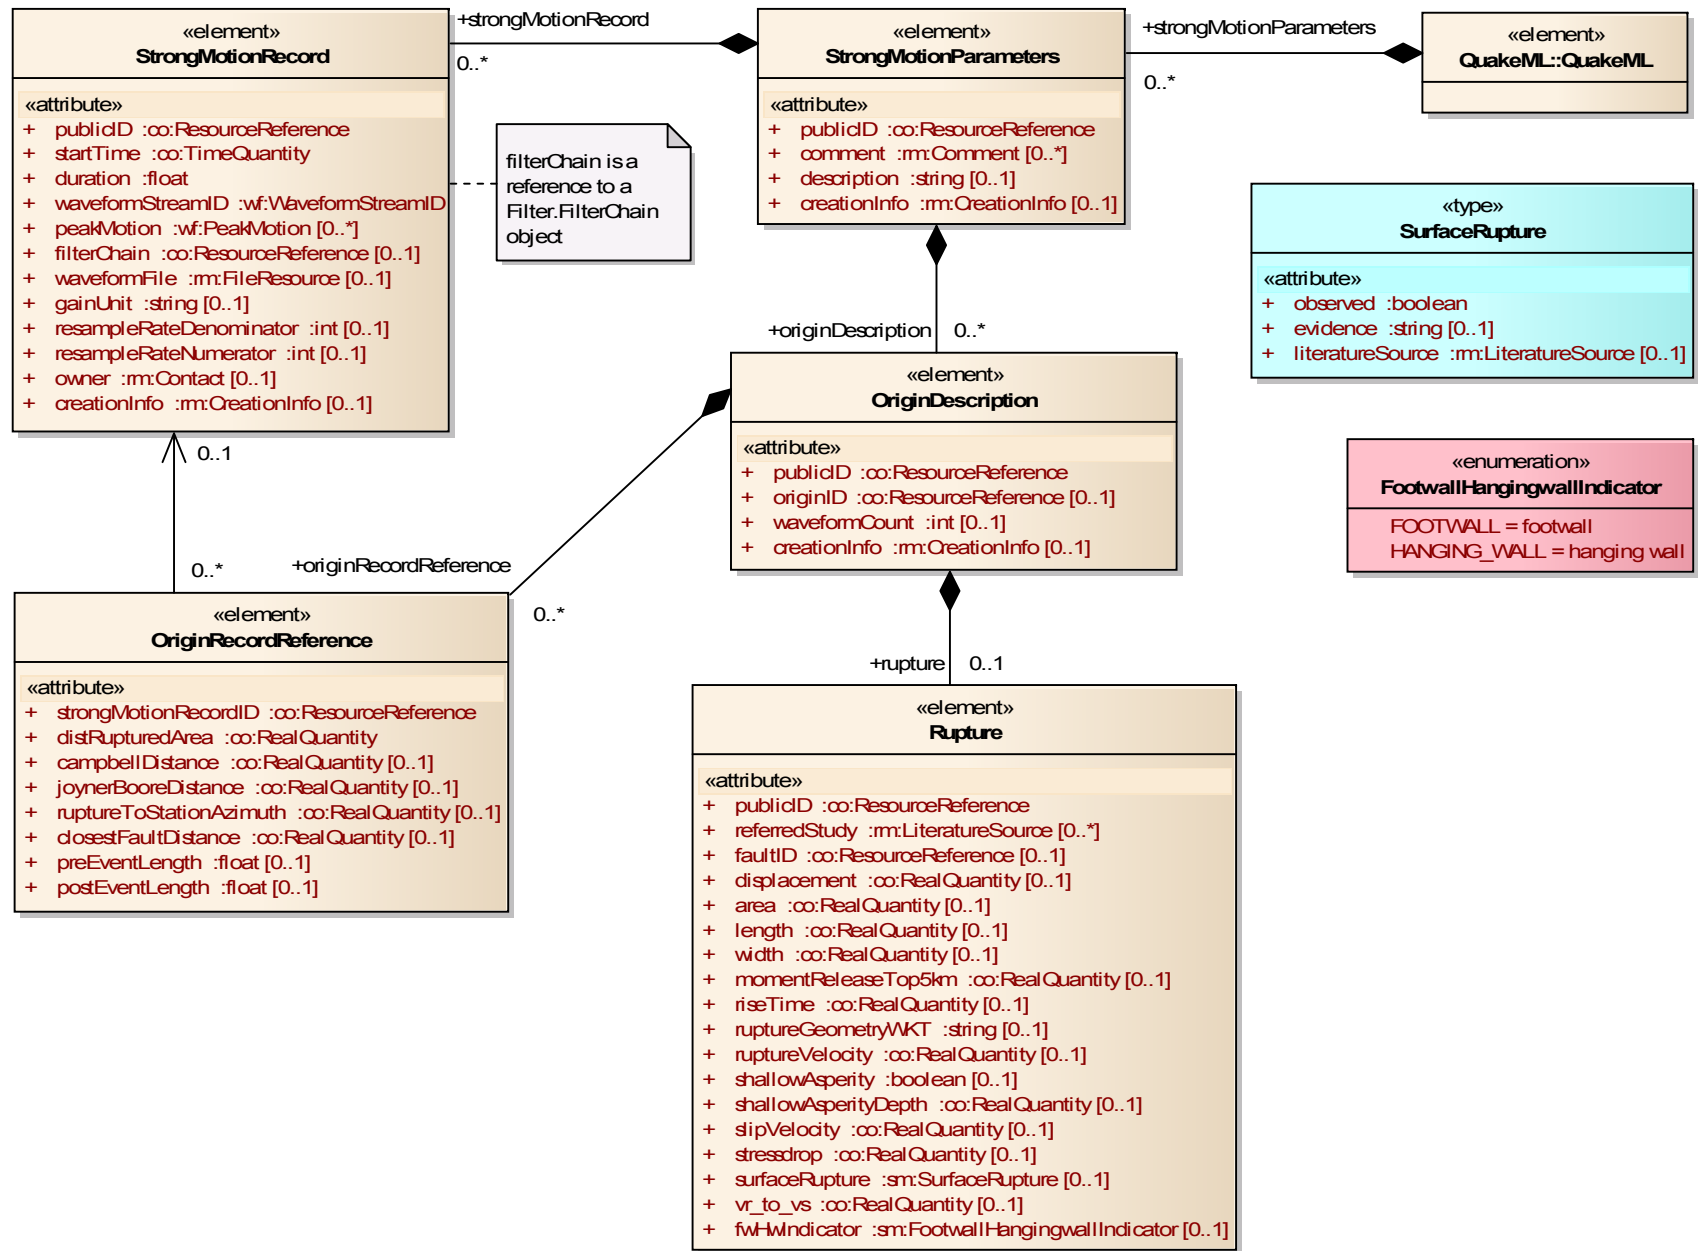 «element»
StrongMotionRecord
«attribute»
+ publicID :co:ResourceReference
+ startTime :co:TimeQuantity
+ duration :float
+ waveformStreamID :wf:WaveformStreamID
+ peakMotion :wf:PeakMotion [0..*]
+ filterChain :co:ResourceReference [0..1]
+ waveformFile :rm:FileResource [0..1]
+ gainUnit :string [0..1]
+ resampleRateDenominator :int [0..1]
+ resampleRateNumerator :int [0..1]
+ owner :rm:Contact [0..1]
+ creationInfo :rm:CreationInfo [0..1]
+strongMotionRecord
0..*
filterChain is a
reference to a
Filter.FilterChain
object
«element»
StrongMotionParameters
«attribute»
+ publicID :co:ResourceReference
+ comment :rm:Comment [0..*]
+ description :string [0..1]
+ creationInfo :rm:CreationInfo [0..1]
+strongMotionParameters
0..*
«element»
QuakeML::QuakeML
«type»
SurfaceRupture
«attribute»
+ observed :boolean
+ evidence :string [0..1]
+ literatureSource :rm:LiteratureSource [0..1]
+originDescription
0..*
«element»
OriginDescription
«attribute»
+ publicID :co:ResourceReference
+ originID :co:ResourceReference [0..1]
+ waveformCount :int [0..1]
+ creationInfo :rm:CreationInfo [0..1]
«enumeration»
FootwallHangingwallIndicator
FOOTWALL = footwall
HANGING_WALL = hanging wall
0..1
0..*
+originRecordReference
0..*
«element»
OriginRecordReference
«attribute»
+ strongMotionRecordID :co:ResourceReference
+ distRupturedArea :co:RealQuantity
+ campbellDistance :co:RealQuantity [0..1]
+ joynerBooreDistance :co:RealQuantity [0..1]
+ ruptureToStationAzimuth :co:RealQuantity [0..1]
+ closestFaultDistance :co:RealQuantity [0..1]
+ preEventLength :float [0..1]
+ postEventLength :float [0..1]
+rupture
0..1
«element»
Rupture
«attribute»
+ publicID :co:ResourceReference
+ referredStudy :rm:LiteratureSource [0..*]
+ faultID :co:ResourceReference [0..1]
+ displacement :co:RealQuantity [0..1]
+ area :co:RealQuantity [0..1]
+ length :co:RealQuantity [0..1]
+ width :co:RealQuantity [0..1]
+ momentReleaseTop5km :co:RealQuantity [0..1]
+ riseTime :co:RealQuantity [0..1]
+ ruptureGeometryWKT :string [0..1]
+ ruptureVelocity :co:RealQuantity [0..1]
+ shallowAsperity :boolean [0..1]
+ shallowAsperityDepth :co:RealQuantity [0..1]
+ slipVelocity :co:RealQuantity [0..1]
+ stressdrop :co:RealQuantity [0..1]
+ surfaceRupture :sm:SurfaceRupture [0..1]
+ vr_to_vs :co:RealQuantity [0..1]
+ fwHwIndicator :sm:FootwallHangingwallIndicator [0..1]